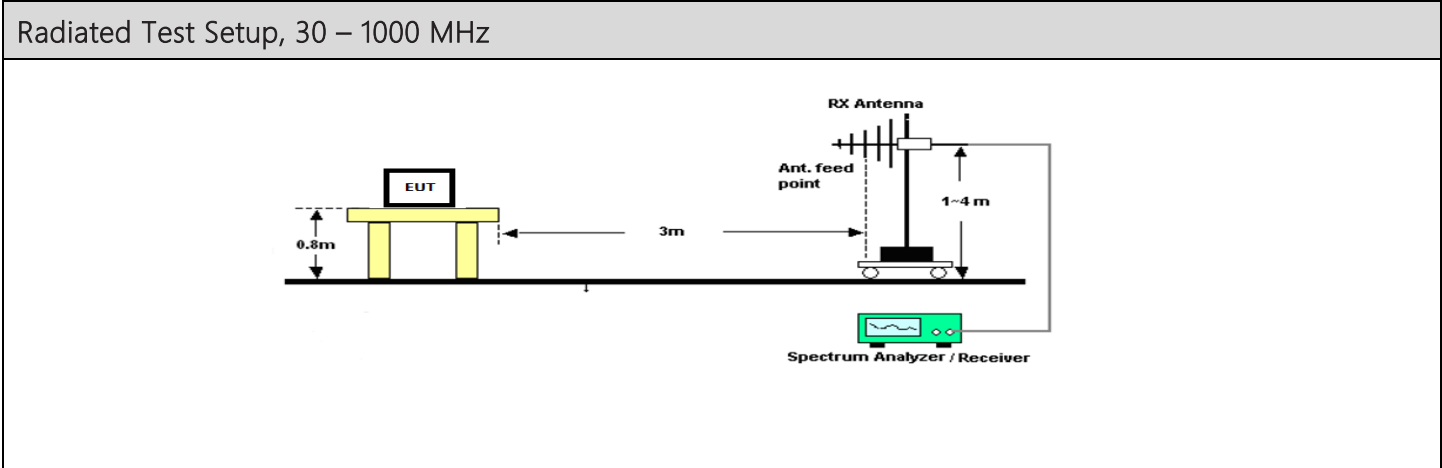 Radiated Test Setup, 30 – 1000 MHz
RX Antenna
Ant. feed
point
EUT
1~4 m
0.8m
3m
Spectrum Analyzer / Receiver